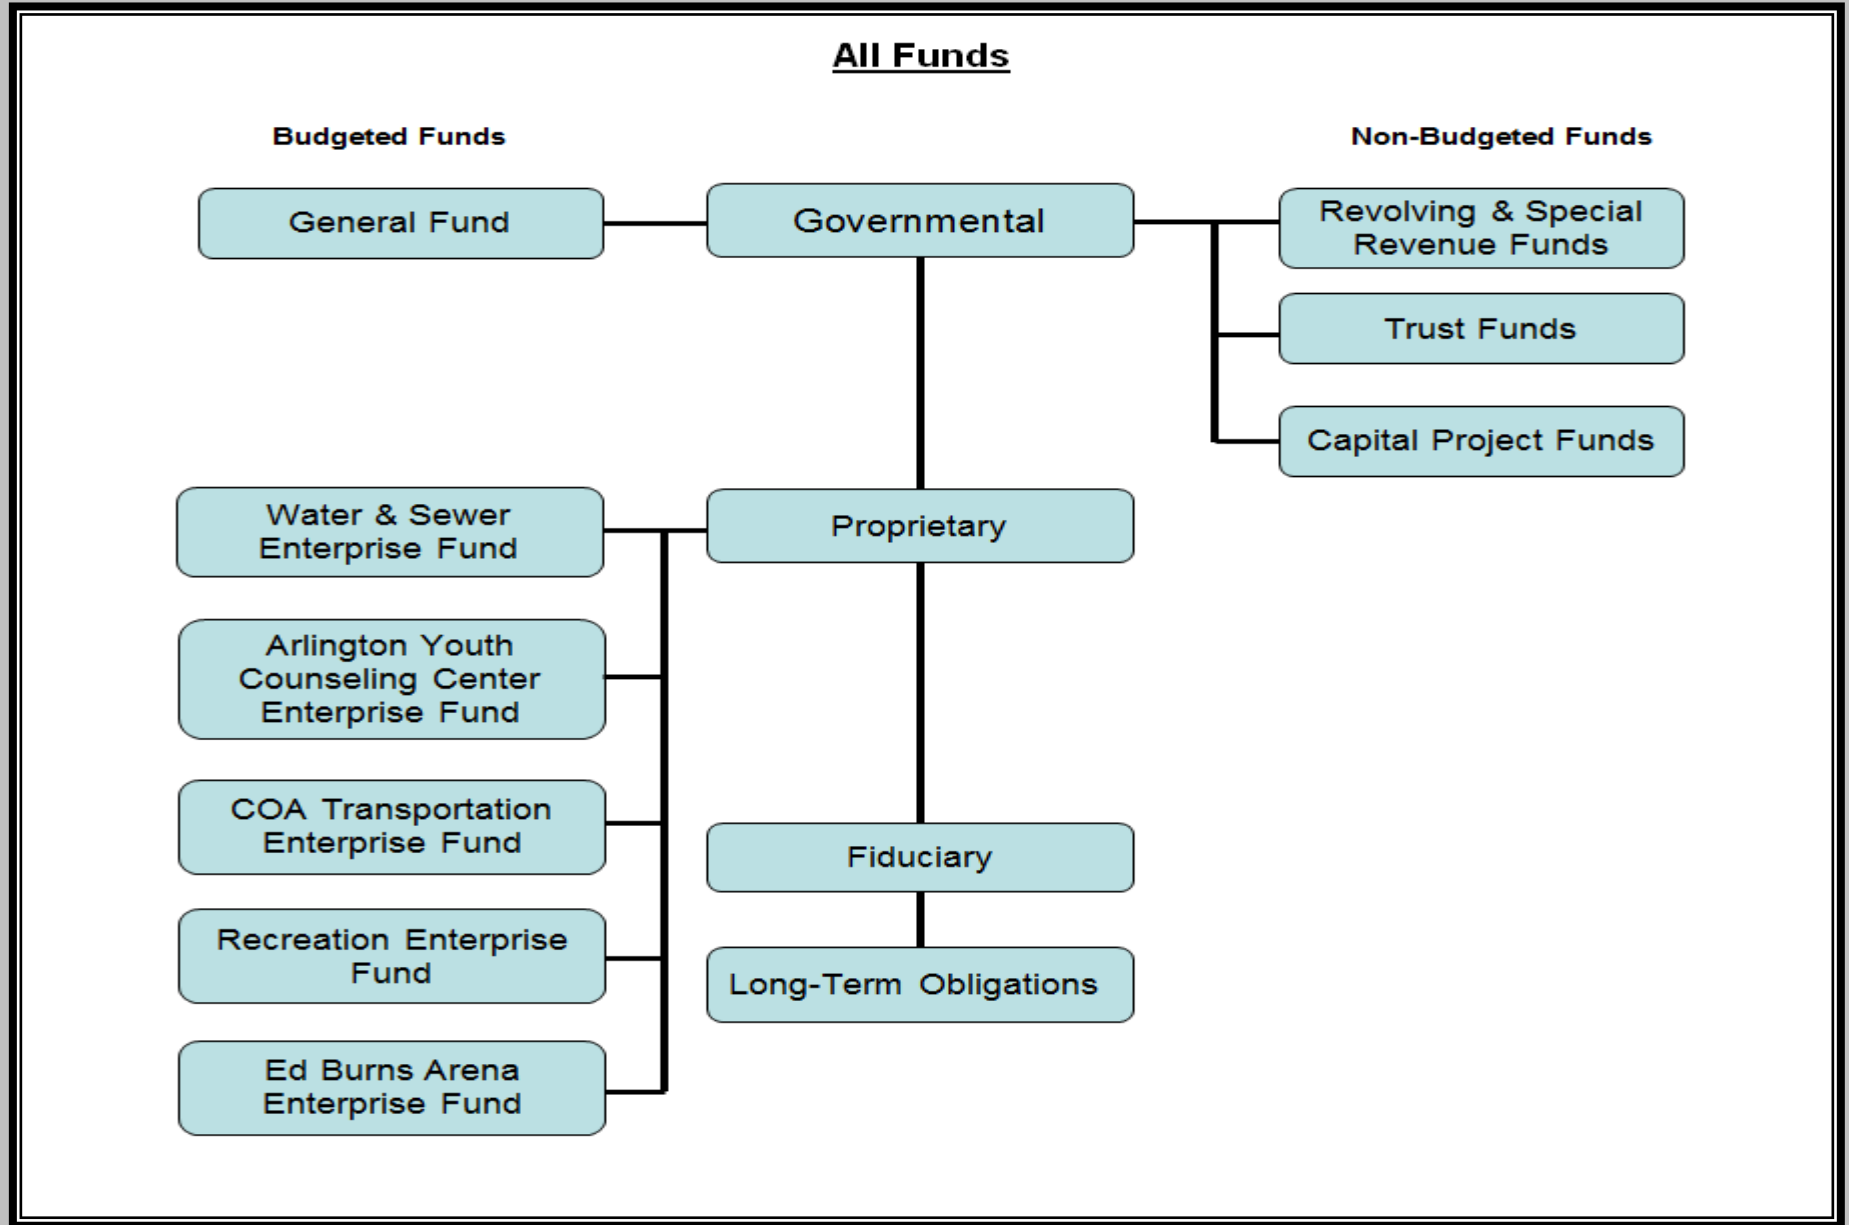 All Funds
Budgeted Funds
Non-Budgeted Funds
General Fund
Governmental
Revolving & Special
Revenue Funds
Trust Funds
Capital Project Funds
Water & Sewer
Enterprise Fund
Proprietary
Arlington Youth
Counseling Center
Enterprise Fund
COA Transportation
Enterprise Fund
Fiduciary
Recreation Enterprise
Fund
Long-Term Obligations
Ed Burns Arena
Enterprise Fund